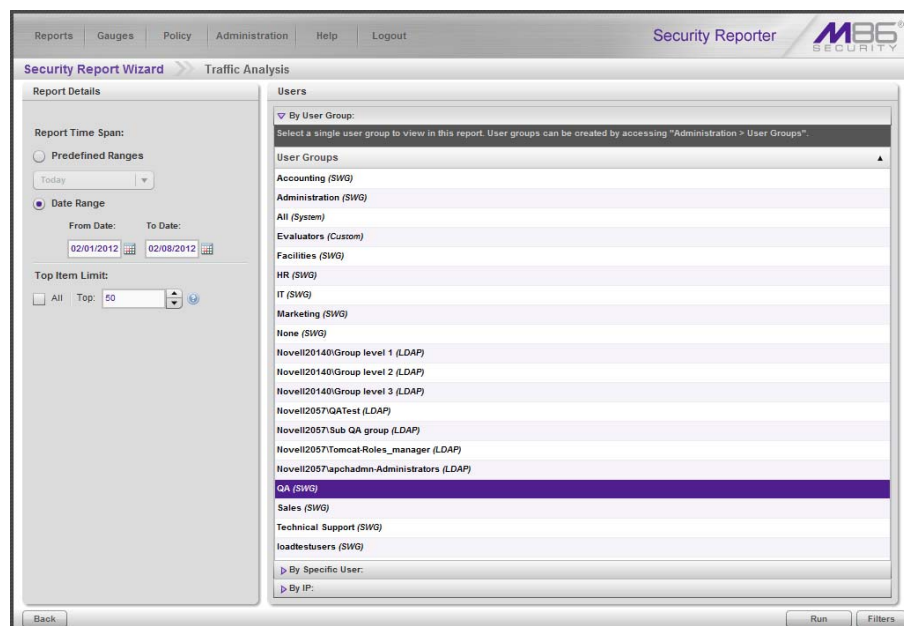 Reports Gauges Policy Administration Help Logout Security Reporter M86®
SECURITY
Security Report Wizard Traffic Analysis
Report Details
Report Time Span:
Predefined Ranges
Today
Date Range
From Date: To Date:
02/01/2012 02/08/2012
Top Item Limit:
All Top: 50
Users
By User Group:
Select a single user group to view in this report. User groups can be created by accessing "Administration > User Groups".
User Groups
Accounting (SWG)
Administration (SWG)
All (System)
Evaluators (Custom)
Facilities (SWG)
HR (SWG)
IT (SWG)
Marketing (SWG)
None (SWG)
Novell20140\Group level 1 (LDAP)
Novell20140\Group level 2 (LDAP)
Novell20140\Group level 3 (LDAP)
Novell2057\QATest (LDAP)
Novell2057\Sub QA group (LDAP)
Novell2057\Tomcat-Roles_manager (LDAP)
Novell2057\apchadmn-Administrators (LDAP)
QA (SWG)
Sales (SWG)
Technical Support (SWG)
loadtestusers (SWG)
By Specific User:
By IP:
Back Run Filters